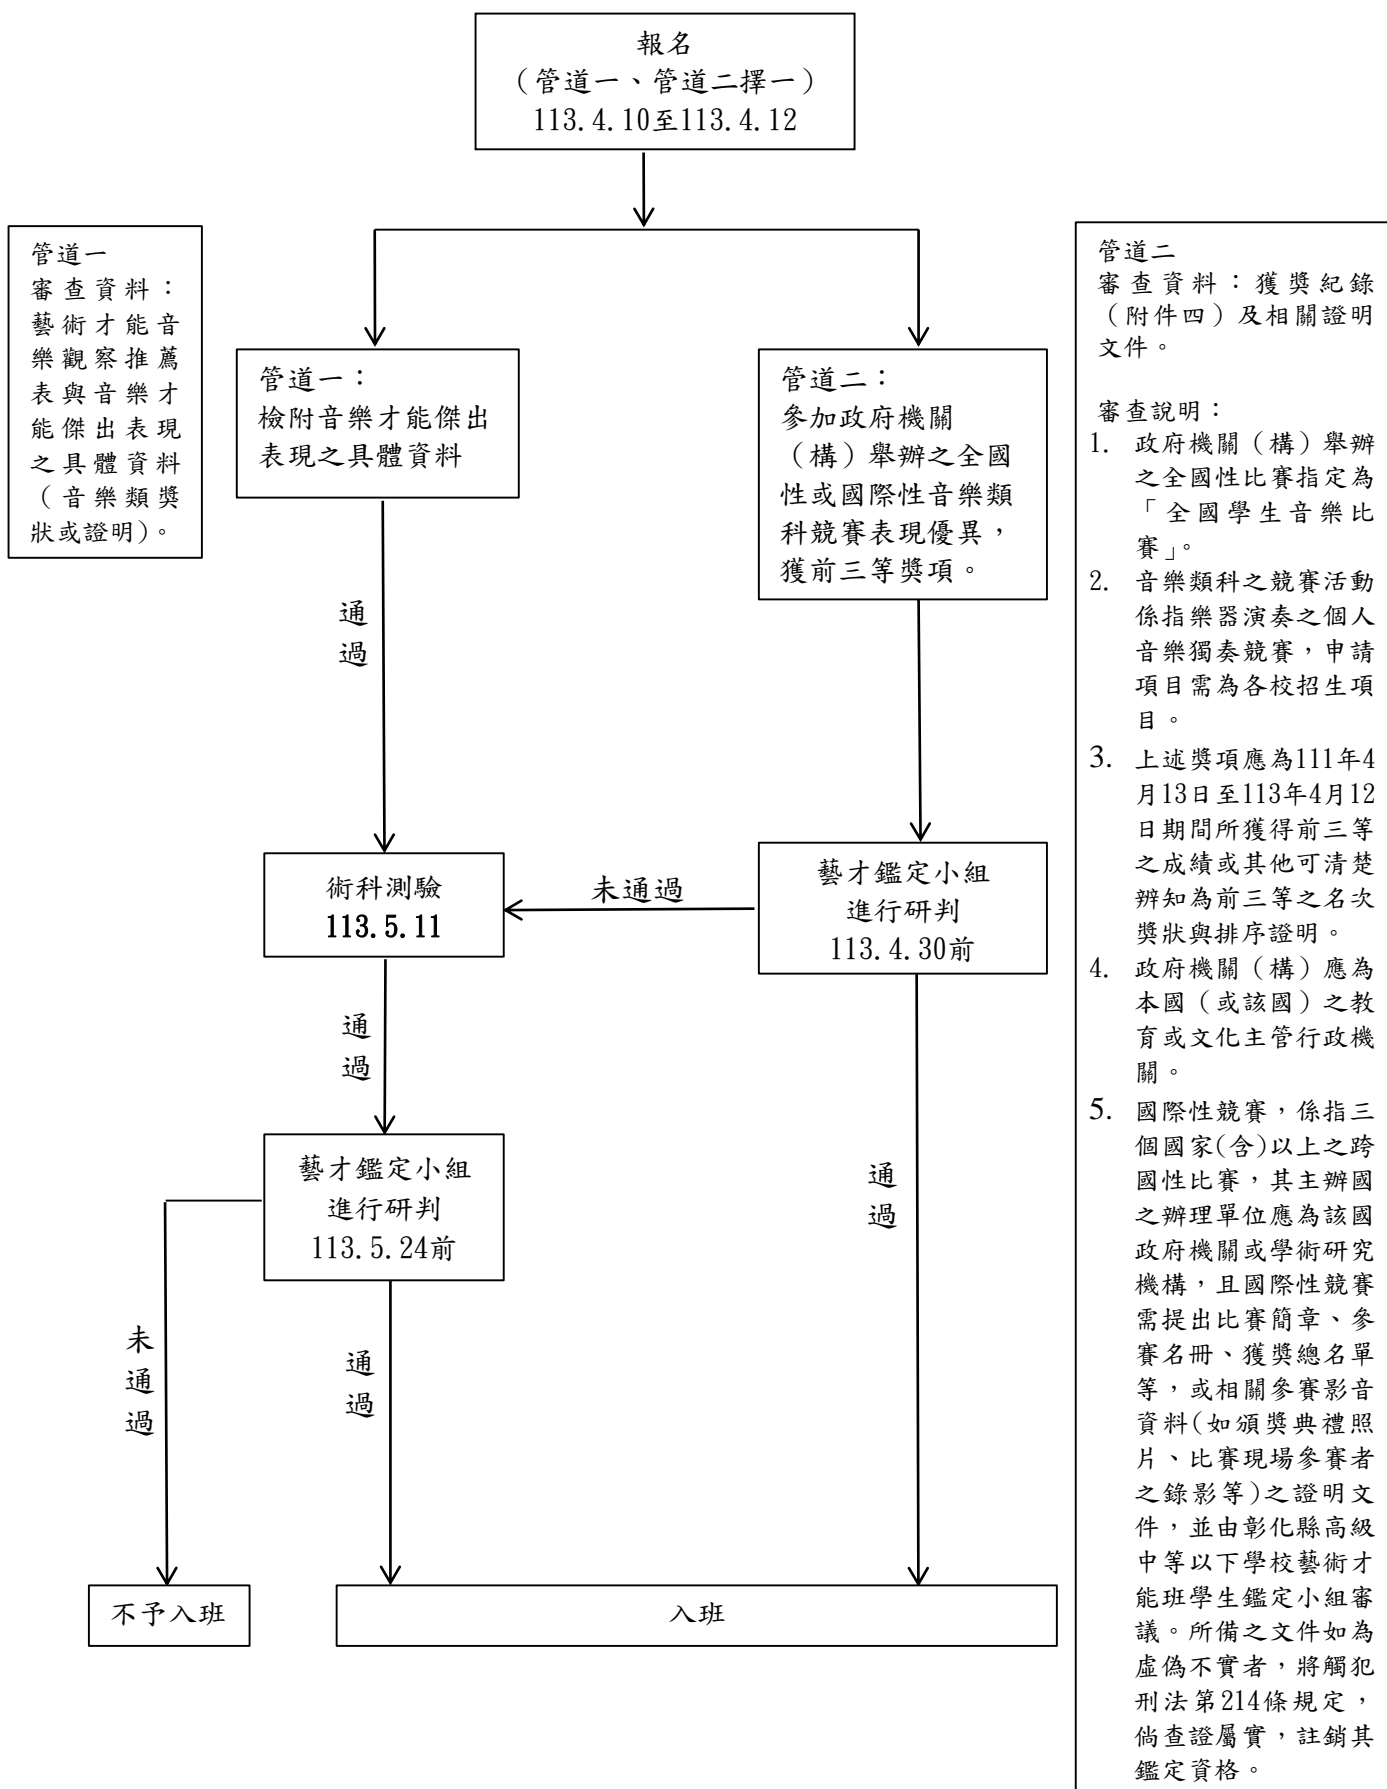 報名
（管道一、管道二擇一）
113.4.10至113.4.12
管道一
審查資料：
藝術才能音
樂觀察推薦
表與音樂才
能傑出表現
之具體資料
（音樂類獎
狀或證明）。
管道一：
檢附音樂才能傑出
表現之具體資料
管道二：
參加政府機關
（構）舉辦之全國
性或國際性音樂類
科競賽表現優異，
獲前三等獎項。
通
過
術科測驗
113.5.11
未通過
藝才鑑定小組
進行研判
113.4.30前
通
過
藝才鑑定小組
進行研判
113.5.24前
通
過
未
通
過
通
過
不予入班
入班
管道二
審查資料：獲獎紀錄
（附件四）及相關證明
文件。
審查說明：
1. 政府機關（構）舉辦
之全國性比賽指定為
「全國學生音樂比
賽」。
2. 音樂類科之競賽活動
係指樂器演奏之個人
音樂獨奏競賽，申請
項目需為各校招生項
目。
3. 上述獎項應為111年4
月13日至113年4月12
日期間所獲得前三等
之成績或其他可清楚
辨知為前三等之名次
獎狀與排序證明。
4. 政府機關（構）應為
本國（或該國）之教
育或文化主管行政機
關。
5. 國際性競賽，係指三
個國家(含)以上之跨
國性比賽，其主辦國
之辦理單位應為該國
政府機關或學術研究
機構，且國際性競賽
需提出比賽簡章、參
賽名冊、獲獎總名單
等，或相關參賽影音
資料(如頒獎典禮照
片、比賽現場參賽者
之錄影等)之證明文
件，並由彰化縣高級
中等以下學校藝術才
能班學生鑑定小組審
議。所備之文件如為
虛偽不實者，將觸犯
刑法第214條規定，
倘查證屬實，註銷其
鑑定資格。